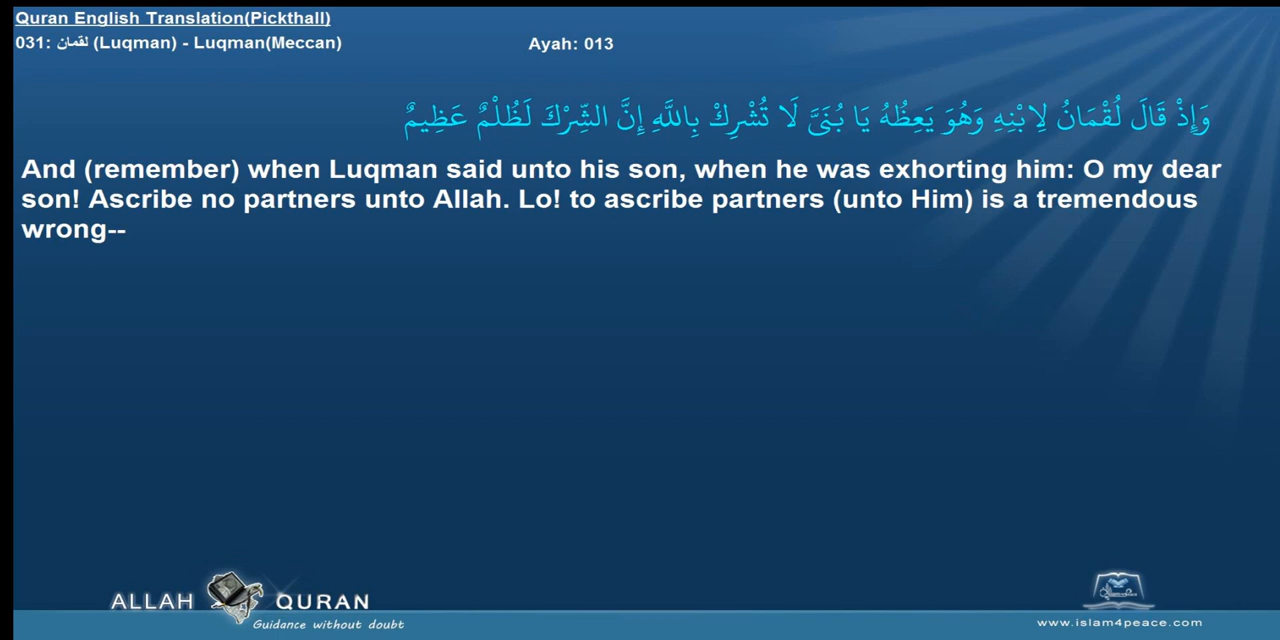 Quran English Translation(Pickthall)
031: لقمان (Luqman) - Luqman(Meccan)
Ayah: 013
وَإِذْ قَالَ لُقْمَانُ لِابْنِهِ وَهُوَ يَعِظُهُ يَا بُنَيَّ لَا تُشْرِكْ بِاللَّهِ إِنَّ الشِّرْكَ لَظُلْمٌ عَظِيمٌ
And (remember) when Luqman said unto his son, when he was exhorting him: O my dear
son! Ascribe no partners unto Allah. Lo! to ascribe partners (unto Him) is a tremendous
wrong--
ALLAH QURAN
Guidance without doubt
www.islam4peace.com